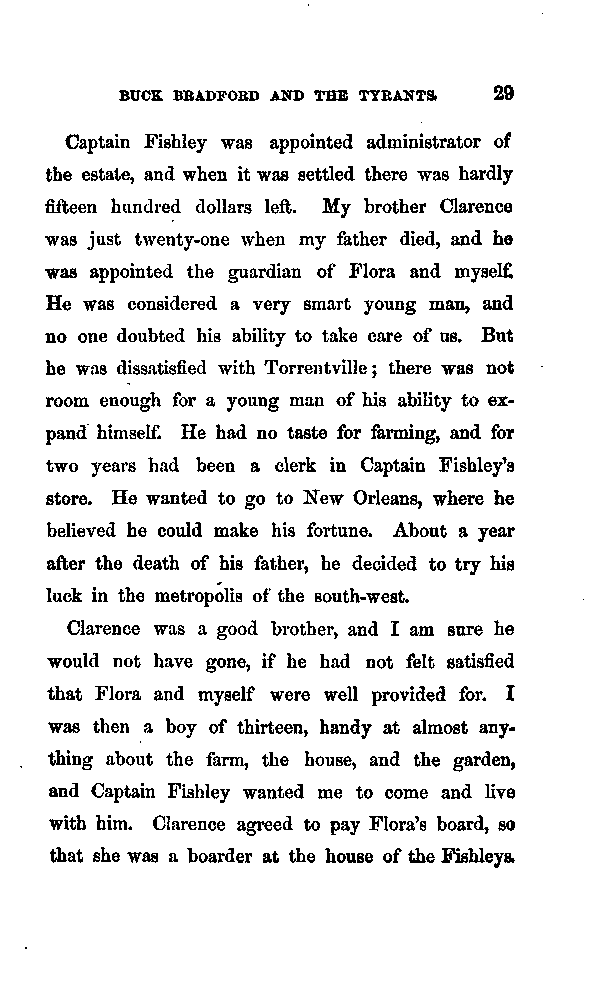 BUCK BRADFORD AND THE TYRANTS. 29
Captain Fishley was appointed administrator of
the estate, and when it was settled there was hardly
fifteen hundred dollars left. My brother Clarence
was just twenty-one when my father died, and he
was appointed the guardian of Flora and myself.
He was considered a very smart young man, and
no one doubted his ability to take care of us. But
he was dissatisfied with Torrentville; there was not
room enough for a young man of his ability to ex-
pand himself. He had no taste for farming, and for
two years had been a clerk in Captain Fishley's
store. He wanted to go to New Orleans, where he
believed he could make his fortune. About a year
after the death of his father, he decided to try his
luck in the metropolis of the south-west.
Clarence was a good brother, and I am sure he
would not have gone, if he had not felt satisfied
that Flora and myself were well provided for. I
was then a boy of thirteen, handy at almost any-
thing about the farm, the house, and the garden,
and Captain Fishley wanted me to come and live
with him. Clarence agreed to pay Flora's board, so
that she was a boarder at the house of the Fishleys.